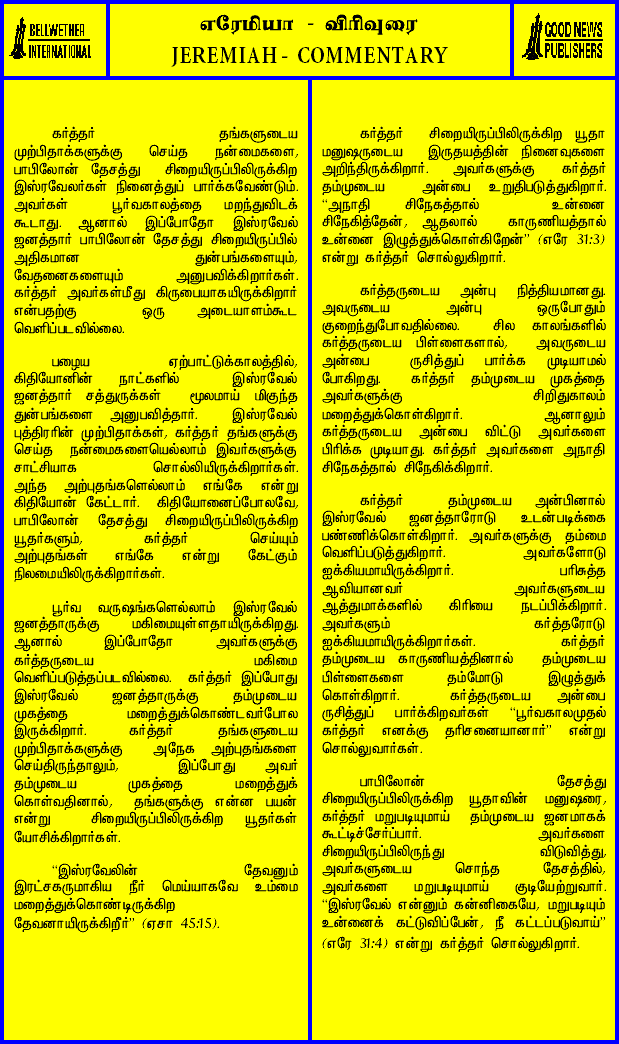 BELLWETHER
INTERNATIONAL
எரேமியா - விரிவுரை
JEREMIAH - COMMENTARY
GOOD NEWS
PUBLISHERS
கர்த்தர் தங்களுடைய
முற்பிதாக்களுக்கு செய்த நன்மைகளை,
பாபிலோன் தேசத்து சிறையிருப்பிலிருக்கிற
இஸ்ரவேலர்கள் நினைத்துப் பார்க்கவேண்டும்.
அவர்கள் பூர்வகாலத்தை மறந்துவிடக்
கூடாது. ஆனால் இப்போதோ இஸ்ரவேல்
ஜனத்தார் பாபிலோன் தேசத்து சிறையிருப்பில்
அதிகமான துன்பங்களையும்,
வேதனைகளையும் அனுபவிக்கிறார்கள்.
கர்த்தர் அவர்கள்மீது கிருபையாகயிருக்கிறார்
என்பதற்கு ஒரு அடையாளம்கூட
வெளிப்படவில்லை.
பழைய ஏற்பாட்டுக்காலத்தில்,
கிதியோனின் நாட்களில் இஸ்ரவேல்
ஜனத்தார் சத்துருக்கள் மூலமாய் மிகுந்த
துன்பங்களை அனுபவித்தார். இஸ்ரவேல்
புத்திரரின் முற்பிதாக்கள், கர்த்தர் தங்களுக்கு
செய்த நன்மைகளையெல்லாம் இவர்களுக்கு
சாட்சியாக சொல்லியிருக்கிறார்கள்.
அந்த அற்புதங்களெல்லாம் எங்கே என்று
கிதியோன் கேட்டார். கிதியோனைப்போலவே,
பாபிலோன் தேசத்து சிறையிருப்பிலிருக்கிற
யூதர்களும், கர்த்தர் செய்யும்
அற்புதங்கள் எங்கே என்று கேட்கும்
நிலமையிலிருக்கிறார்கள்.
பூர்வ வருஷங்களெல்லாம் இஸ்ரவேல்
ஜனத்தாருக்கு மகிமையுள்ளதாயிருக்கிறது.
ஆனால் இப்போதோ அவர்களுக்கு
கர்த்தருடைய மகிமை
வெளிப்படுத்தப்படவில்லை. கர்த்தர் இப்போது
இஸ்ரவேல் ஜனத்தாருக்கு தம்முடைய
முகத்தை மறைத்துக்கொண்டவர்போல
இருக்கிறார். கர்த்தர் தங்களுடைய
முற்பிதாக்களுக்கு அநேக அற்புதங்களை
செய்திருந்தாலும், இப்போது அவர்
தம்முடைய முகத்தை மறைத்துக்
கொள்வதினால், தங்களுக்கு என்ன பயன்
என்று சிறையிருப்பிலிருக்கிற யூதர்கள்
யோசிக்கிறார்கள்.
"இஸ்ரவேலின் தேவனும்
இரட்சகருமாகிய நீர் மெய்யாகவே உம்மை
மறைத்துக்கொண்டிருக்கிற
தேவனாயிருக்கிறீர்" (ஏசா 45:15).
கர்த்தர் சிறையிருப்பிலிருக்கிற யூதா
மனுஷருடைய இருதயத்தின் நினைவுகளை
அறிந்திருக்கிறார். அவர்களுக்கு கர்த்தர்
தம்முடைய அன்பை உறுதிபடுத்துகிறார்.
"அநாதி சிநேகத்தால் உன்னை
சிநேகித்தேன், ஆதலால் காருணியத்தால்
உன்னை இழுத்துக்கொள்கிறேன்" (எரே 31:3)
என்று கர்த்தர் சொல்லுகிறார்.
கர்த்தருடைய அன்பு நித்தியமானது.
அவருடைய அன்பு ஒருபோதும்
குறைந்துபோவதில்லை. சில காலங்களில்
கர்த்தருடைய பிள்ளைகளால், அவருடைய
அன்பை ருசித்துப் பார்க்க முடியாமல்
போகிறது. கர்த்தர் தம்முடைய முகத்தை
அவர்களுக்கு சிறிதுகாலம்
மறைத்துக்கொள்கிறார். ஆனாலும்
கர்த்தருடைய அன்பை விட்டு அவர்களை
பிரிக்க முடியாது. கர்த்தர் அவர்களை அநாதி
சிநேகத்தால் சிநேகிக்கிறார்.
கர்த்தர் தம்முடைய அன்பினால்
இஸ்ரவேல் ஜனத்தாரோடு உடன்படிக்கை
பண்ணிக்கொள்கிறார். அவர்களுக்கு தம்மை
வெளிப்படுத்துகிறார். அவர்களோடு
ஐக்கியமாயிருக்கிறார். பரிசுத்த
ஆவியானவர் அவர்களுடைய
ஆத்துமாக்களில் கிரியை நடப்பிக்கிறார்.
அவர்களும் கர்த்தரோடு
ஐக்கியமாயிருக்கிறார்கள். கர்த்தர்
தம்முடைய காருணியத்தினால் தம்முடைய
பிள்ளைகளை தம்மோடு இழுத்துக்
கொள்கிறார். கர்த்தருடைய அன்பை
ருசித்துப் பார்க்கிறவர்கள் "பூர்வகாலமுதல்
கர்த்தர் எனக்கு தரிசனையானார்" என்று
சொல்லுவார்கள்.
பாபிலோன் தேசத்து
சிறையிருப்பிலிருக்கிற யூதாவின் மனுஷரை,
கர்த்தர் மறுபடியுமாய் தம்முடைய ஜனமாகக்
கூட்டிச்சேர்ப்பார். அவர்களை
சிறையிருப்பிலிருந்து விடுவித்து,
அவர்களுடைய சொந்த தேசத்தில்,
அவர்களை மறுபடியுமாய் குடியேற்றுவார்.
"இஸ்ரவேல் என்னும் கன்னிகையே, மறுபடியும்
உன்னைக் கட்டுவிப்பேன், நீ கட்டப்படுவாய்"
(எரே 31:4) என்று கர்த்தர் சொல்லுகிறார்.